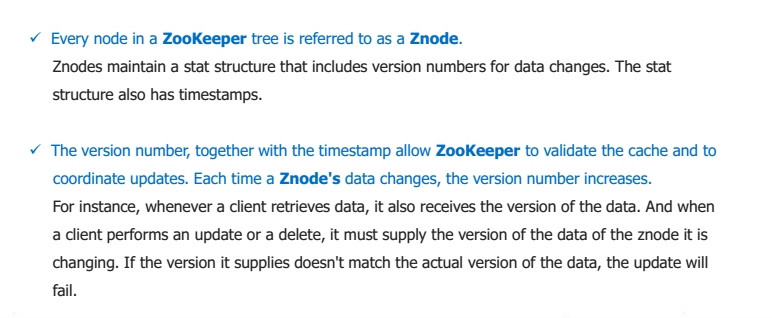 ✓ Every node in a ZooKeeper tree is referred to as a Znode.
Znodes maintain a stat structure that includes version numbers for data changes. The stat
structure also has timestamps.
✓ The version number, together with the timestamp allow ZooKeeper to validate the cache and to
coordinate updates. Each time a Znode's data changes, the version number increases.
For instance, whenever a client retrieves data, it also receives the version of the data. And when
a client performs an update or a delete, it must supply the version of the data of the znode it is
changing. If the version it supplies doesn't match the actual version of the data, the update will
fail.